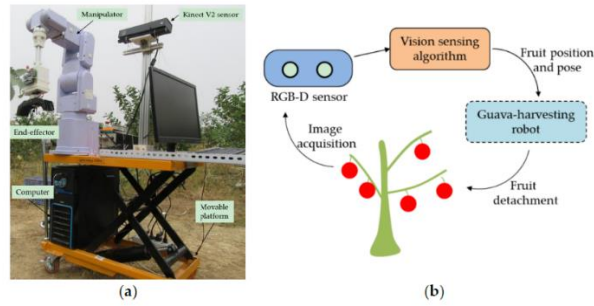 Manipulator
Kinect V2 sensor
End-effector
Computer
Movable
platform
(a)
Vision sensing
algorithm
Fruit position
and pose
RGB-D sensor
Guava-harvesting
robot
Image
acquisition
Fruit
detachment
(b)